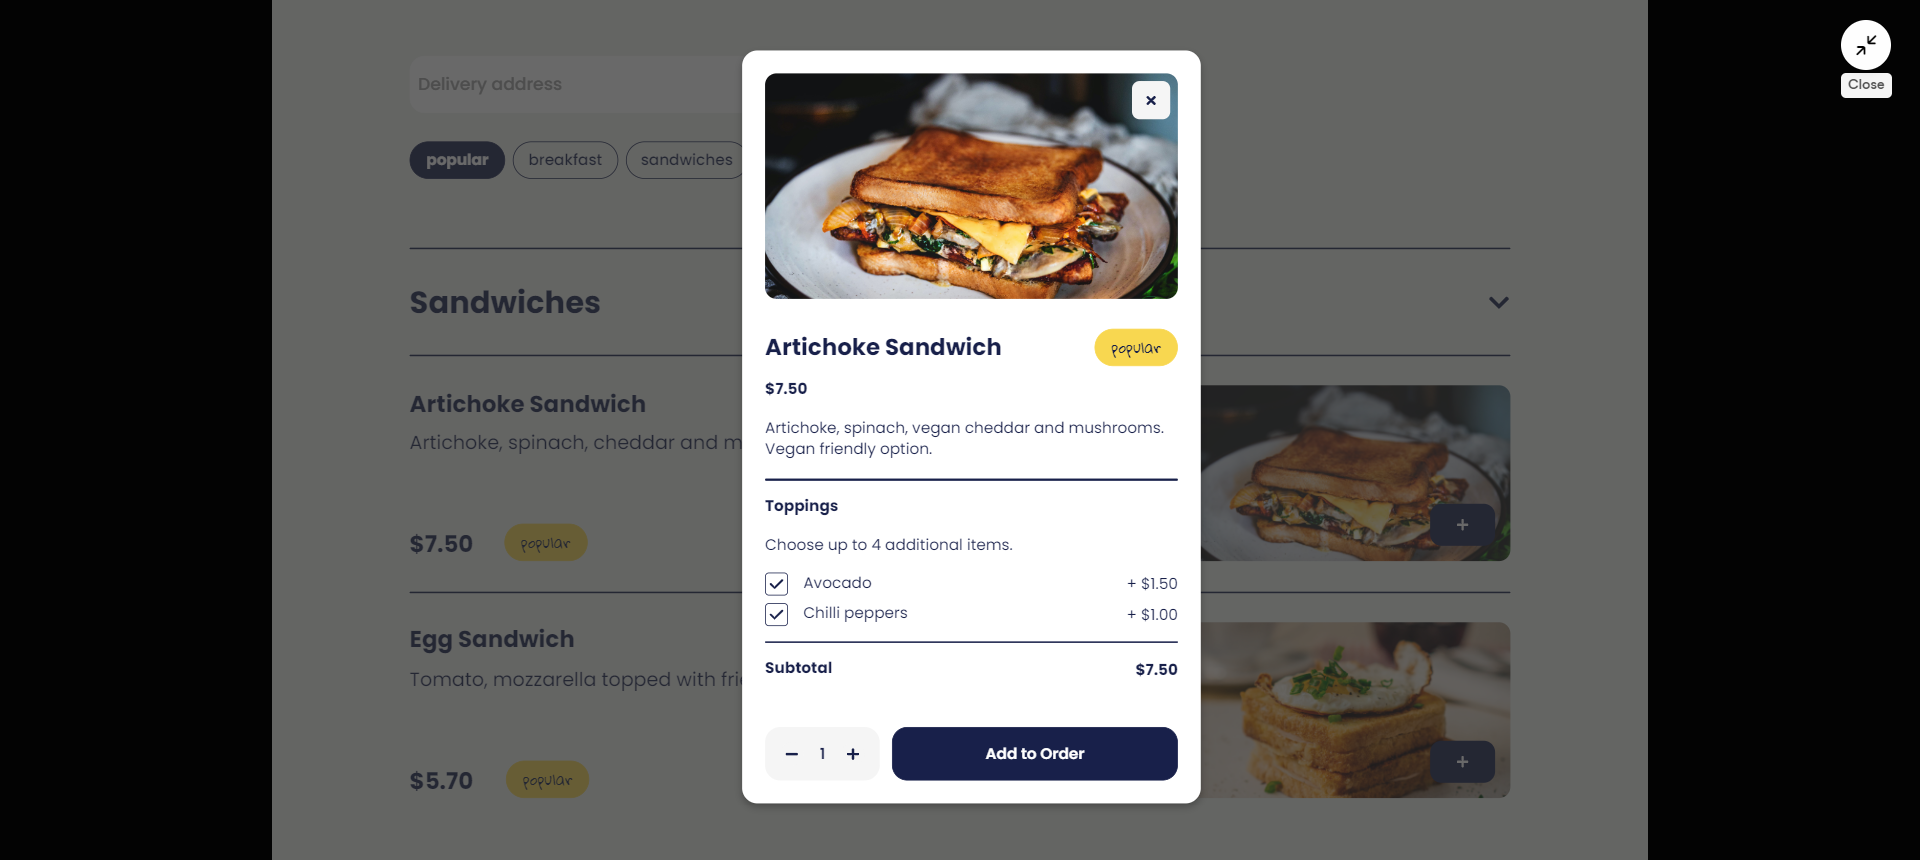 Delivery address
popular
breakfast
sandwiches
Sandwiches
Artichoke Sandwich
Artichoke, spinach, cheddar and m
$7.50
popular
Egg Sandwich
Tomato, mozzarella topped with frie
$5.70
popular
+
+
×
Artichoke Sandwich
popular
$7.50
Artichoke, spinach, vegan cheddar and mushrooms.
Vegan friendly option.
Toppings
Choose up to 4 additional items.
Avocado + $1.50
Chilli peppers + $1.00
Subtotal $7.50
− 1 +
Add to Order
Close